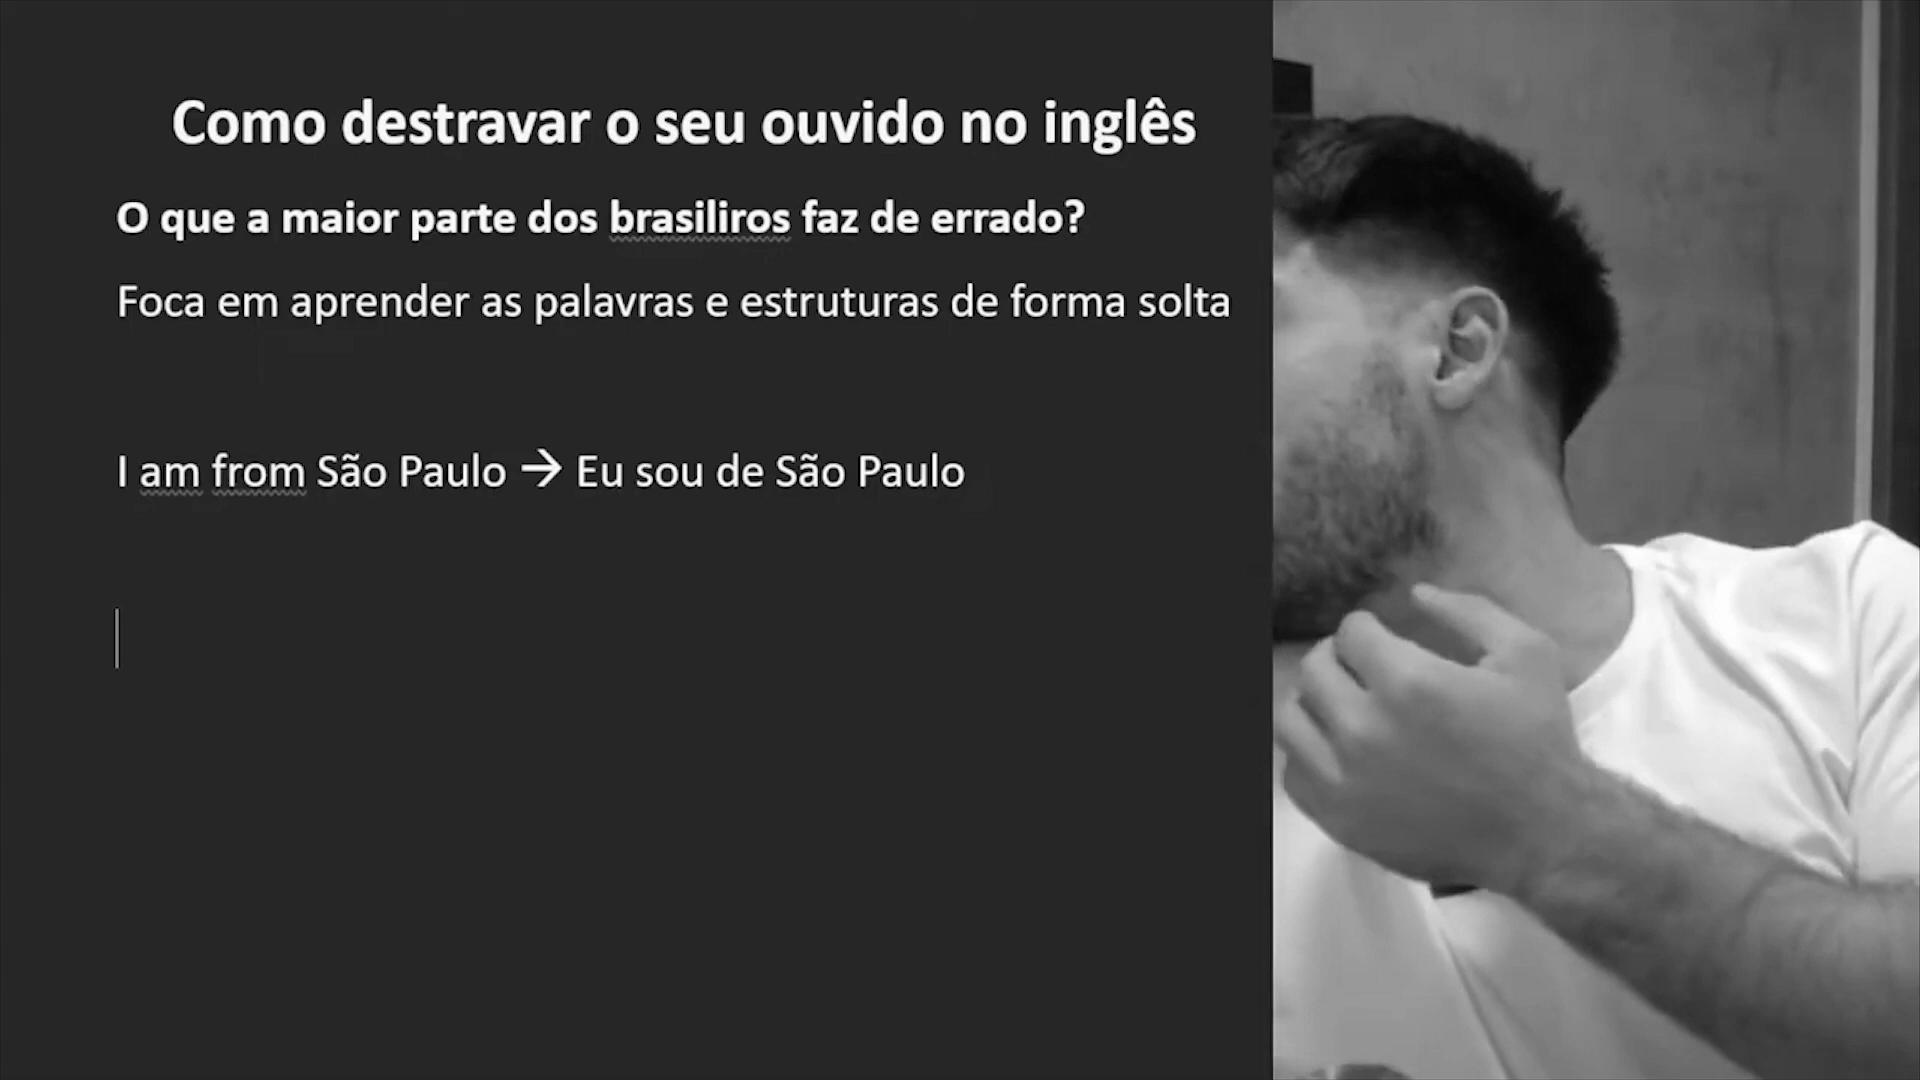 Como destravar o seu ouvido no inglês
O que a maior parte dos brasiliros faz de errado?
Foca em aprender as palavras e estruturas de forma solta
I am from São Paulo → Eu sou de São Paulo